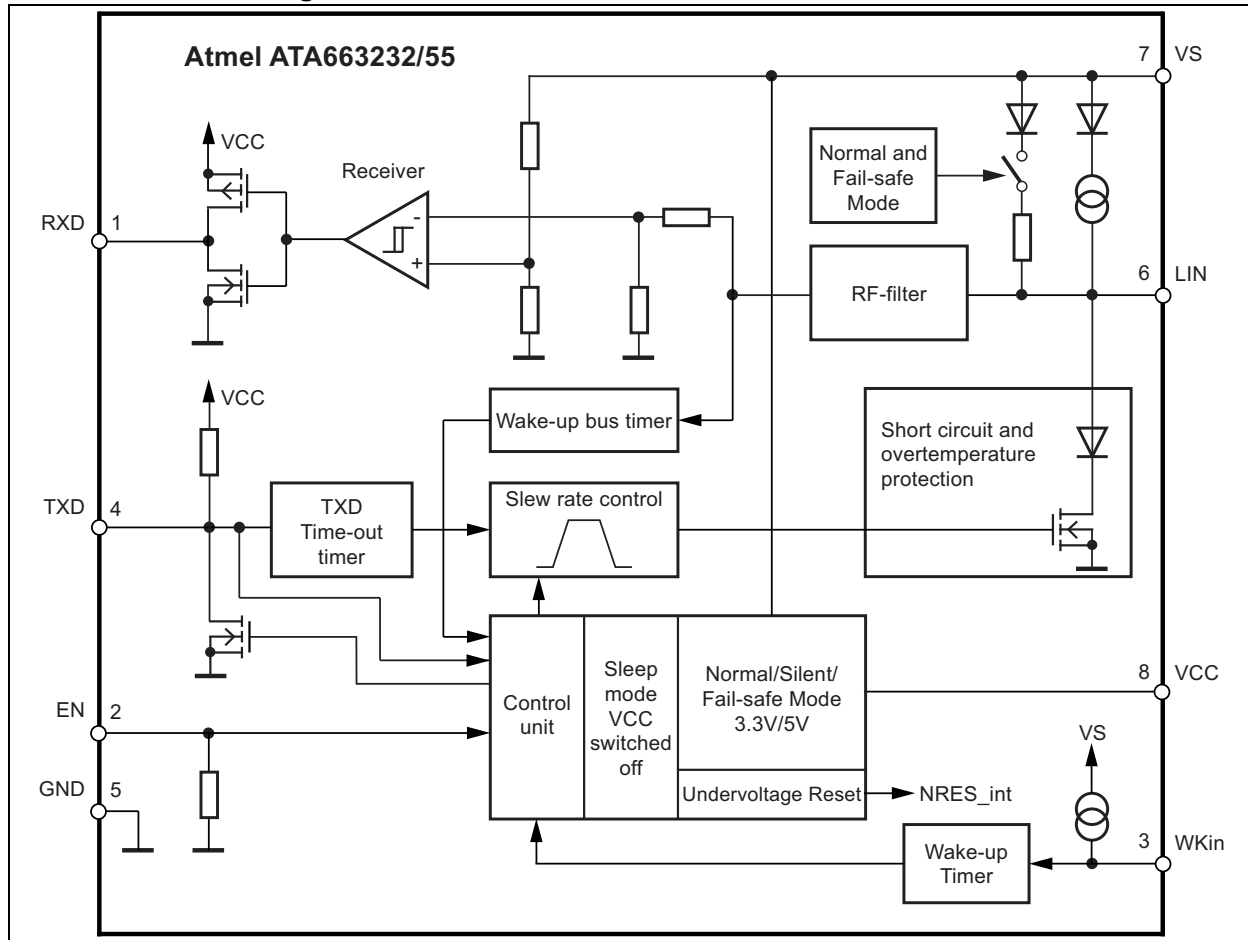 Atmel ATA663232/55
7
VS
VCC
Receiver
Normal and
Fail-safe
Mode
RXD
1
-
+
RF-filter
6
LIN
VCC
Wake-up bus timer
Short circuit and
overtemperature
protection
TXD
4
TXD
Time-out
timer
Slew rate control
Control
unit
Sleep
mode
VCC
switched
off
Normal/Silent/
Fail-safe Mode
3.3V/5V
8
VCC
EN
2
VS
GND
5
Undervoltage Reset
NRES_int
Wake-up
Timer
3
WKin